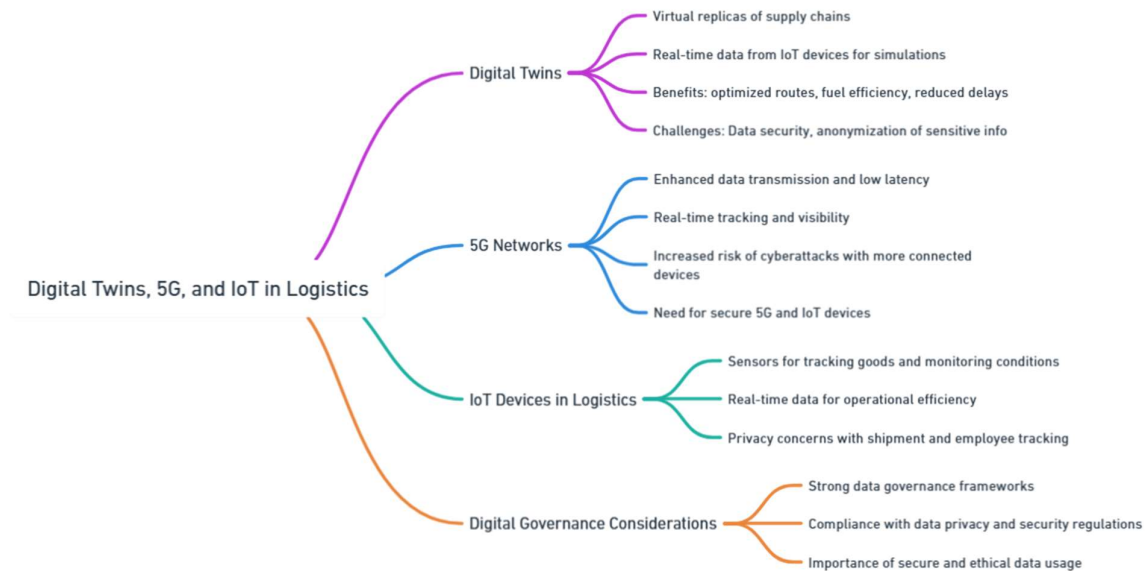 Digital Twins, 5G, and IoT in Logistics
Digital Twins
Virtual replicas of supply chains
Real-time data from IoT devices for simulations
Benefits: optimized routes, fuel efficiency, reduced delays
Challenges: Data security, anonymization of sensitive info
5G Networks
Enhanced data transmission and low latency
Real-time tracking and visibility
Increased risk of cyberattacks with more connected
devices
Need for secure 5G and IoT devices
IoT Devices in Logistics
Sensors for tracking goods and monitoring conditions
Real-time data for operational efficiency
Privacy concerns with shipment and employee tracking
Digital Governance Considerations
Strong data governance frameworks
Compliance with data privacy and security regulations
Importance of secure and ethical data usage